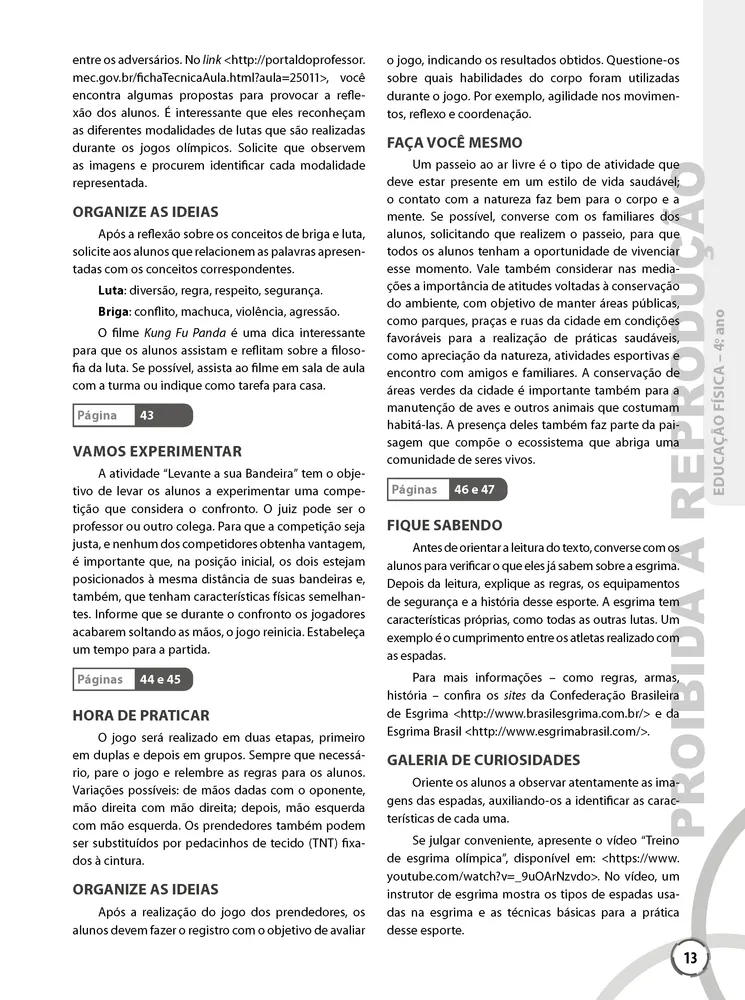 entre os adversários. No link <http://portaldoprofessor.
mec.gov.br/fichaTecnicaAula.html?aula=25011>, você
encontra algumas propostas para provocar a refle-
xão dos alunos. É interessante que eles reconheçam
as diferentes modalidades de lutas que são realizadas
durante os jogos olímpicos. Solicite que observem
as imagens e procurem identificar cada modalidade
representada.
ORGANIZE AS IDEIAS
Após a reflexão sobre os conceitos de briga e luta,
solicite aos alunos que relacionem as palavras apresen-
tadas com os conceitos correspondentes.
Luta: diversão, regra, respeito, segurança.
Briga: conflito, machuca, violência, agressão.
O filme Kung Fu Panda é uma dica interessante
para que os alunos assistam e reflitam sobre a filoso-
fia da luta. Se possível, assista ao filme em sala de aula
com a turma ou indique como tarefa para casa.
Página 43
VAMOS EXPERIMENTAR
A atividade “Levante a sua Bandeira” tem o obje-
tivo de levar os alunos a experimentar uma compe-
tição que considera o confronto. O juiz pode ser o
professor ou outro colega. Para que a competição seja
justa, e nenhum dos competidores obtenha vantagem,
é importante que, na posição inicial, os dois estejam
posicionados à mesma distância de suas bandeiras e,
também, que tenham características físicas semelhan-
tes. Informe que se durante o confronto os jogadores
acabarem soltando as mãos, o jogo reinicia. Estabeleça
um tempo para a partida.
Páginas 44 e 45
HORA DE PRATICAR
O jogo será realizado em duas etapas, primeiro
em duplas e depois em grupos. Sempre que necessá-
rio, pare o jogo e relembre as regras para os alunos.
Variações possíveis: de mãos dadas com o oponente,
mão direita com mão direita; depois, mão esquerda
com mão esquerda. Os prendedores também podem
ser substituídos por pedacinhos de tecido (TNT) fixa-
dos à cintura.
ORGANIZE AS IDEIAS
Após a realização do jogo dos prendedores, os
alunos devem fazer o registro com o objetivo de avaliar
o jogo, indicando os resultados obtidos. Questione-os
sobre quais habilidades do corpo foram utilizadas
durante o jogo. Por exemplo, agilidade nos movimen-
tos, reflexo e coordenação.
FAÇA VOCÊ MESMO
Um passeio ao ar livre é o tipo de atividade que
deve estar presente em um estilo de vida saudável;
o contato com a natureza faz bem para o corpo e a
mente. Se possível, converse com os familiares dos
alunos, solicitando que realizem o passeio, para que
todos os alunos tenham a oportunidade de vivenciar
esse momento. Vale também considerar nas media-
ções a importância de atitudes voltadas à conservação
do ambiente, com objetivo de manter áreas públicas,
como parques, praças e ruas da cidade em condições
favoráveis para a realização de práticas saudáveis,
como apreciação da natureza, atividades esportivas e
encontro com amigos e familiares. A conservação de
áreas verdes da cidade é importante também para a
manutenção de aves e outros animais que costumam
habitá-las. A presença deles também faz parte da pai-
sagem que compõe o ecossistema que abriga uma
comunidade de seres vivos.
Páginas 46 e 47
FIQUE SABENDO
Antes de orientar a leitura do texto, converse com os
alunos para verificar o que eles já sabem sobre a esgrima.
Depois da leitura, explique as regras, os equipamentos
de segurança e a história desse esporte. A esgrima tem
características próprias, como todas as outras lutas. Um
exemplo é o cumprimento entre os atletas realizado com
as espadas.
Para mais informações – como regras, armas,
história – confira os sites da Confederação Brasileira
de Esgrima <http://www.brasilesgrima.com.br/> e da
Esgrima Brasil <http://www.esgrimabrasil.com/>.
GALERIA DE CURIOSIDADES
Oriente os alunos a observar atentamente as ima-
gens das espadas, auxiliando-os a identificar as carac-
terísticas de cada uma.
Se julgar conveniente, apresente o vídeo “Treino
de esgrima olímpica”, disponível em: <https://www.
youtube.com/watch?v=_9uOArNzvdo>. No vídeo, um
instrutor de esgrima mostra os tipos de espadas usa-
das na esgrima e as técnicas básicas para a prática
desse esporte.
PROIBIDA A REPRODUÇÃO
EDUCAÇÃO FÍSICA – 4º. ano
13